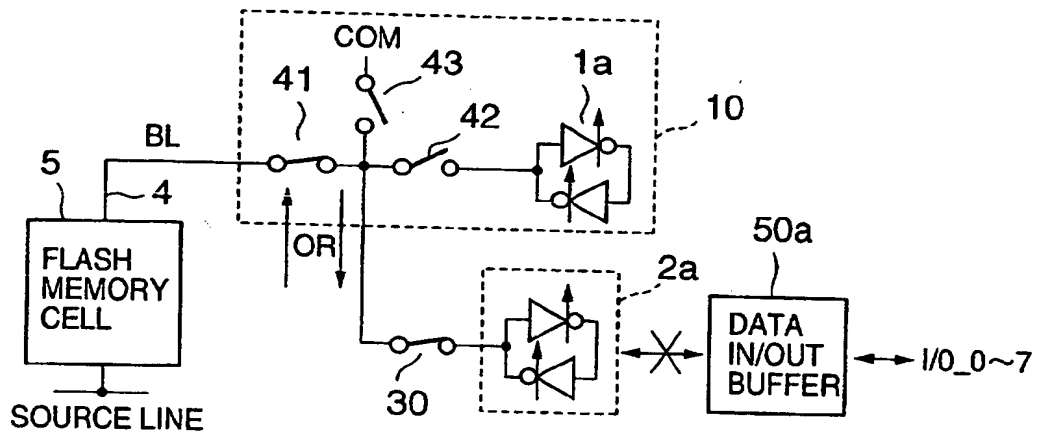 COM
43
1a
41
10
42
BL
5
4
OR
50a
FLASH
MEMORY
CELL
2a
DATA
IN/OUT
BUFFER
I/0_0~7
30
SOURCE LINE